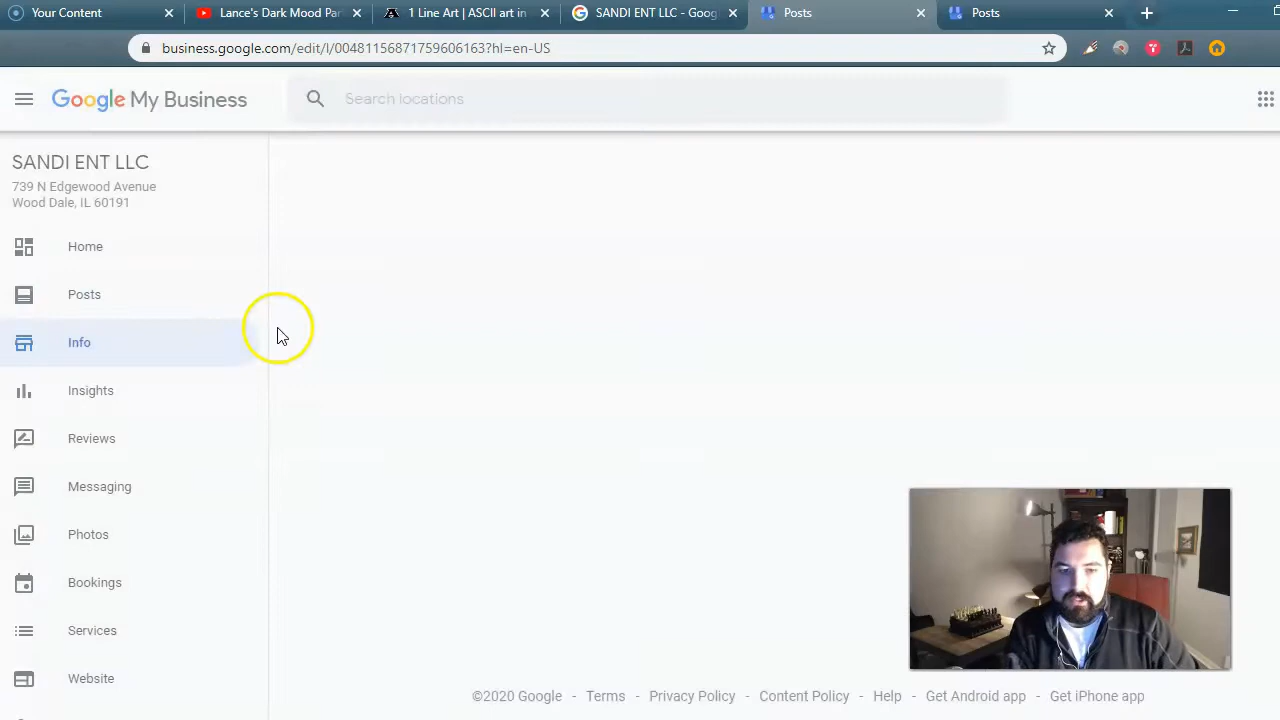 Your Content
Lance's Dark Mood Par
1 Line Art | ASCII art in
SANDI ENT LLC - Goog
Posts
Posts
business.google.com/edit/l/00481156871759606163?hl=en-US
Google My Business
Search locations
SANDI ENT LLC
739 N Edgewood Avenue
Wood Dale, IL 60191
Home
Posts
Info
Insights
Reviews
Messaging
Photos
Bookings
Services
Website
©2020 Google - Terms - Privacy Policy - Content Policy - Help - Get Android app - Get iPhone app